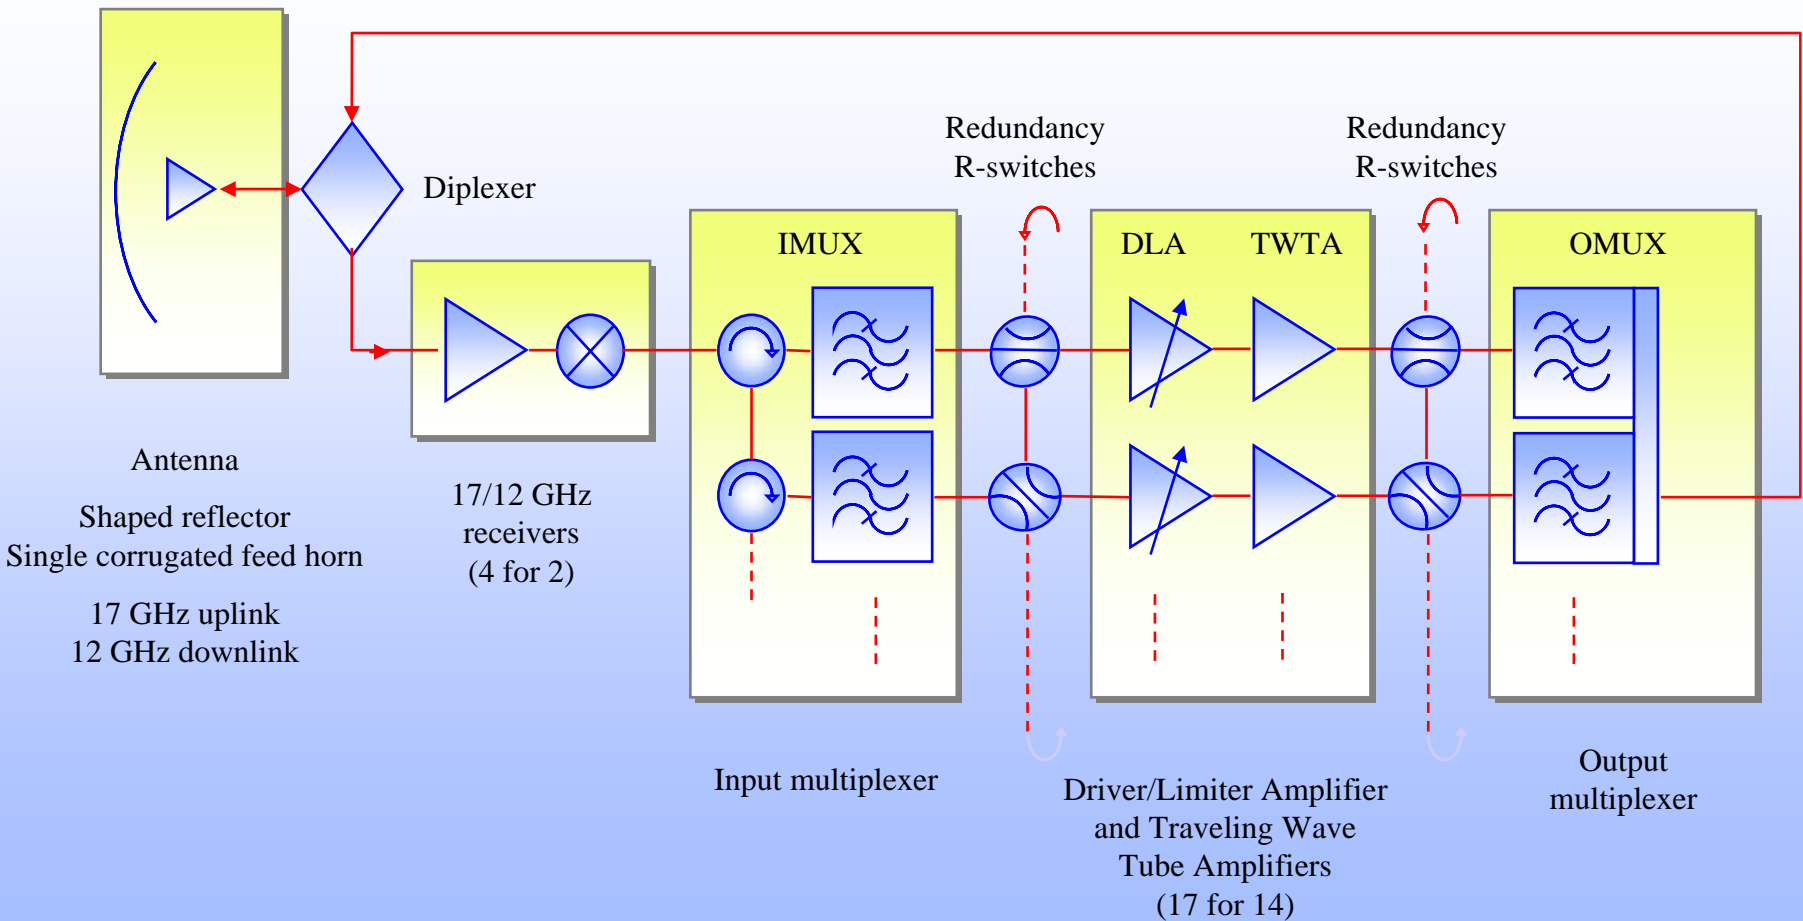 Antenna
Shaped reflector
Single corrugated feed horn
17 GHz uplink
12 GHz downlink
Diplexer
17/12 GHz
receivers
(4 for 2)
IMUX
Input multiplexer
Redundancy
R-switches
DLA TWTA
Driver/Limiter Amplifier
and Traveling Wave
Tube Amplifiers
(17 for 14)
Redundancy
R-switches
OMUX
Output
multiplexer